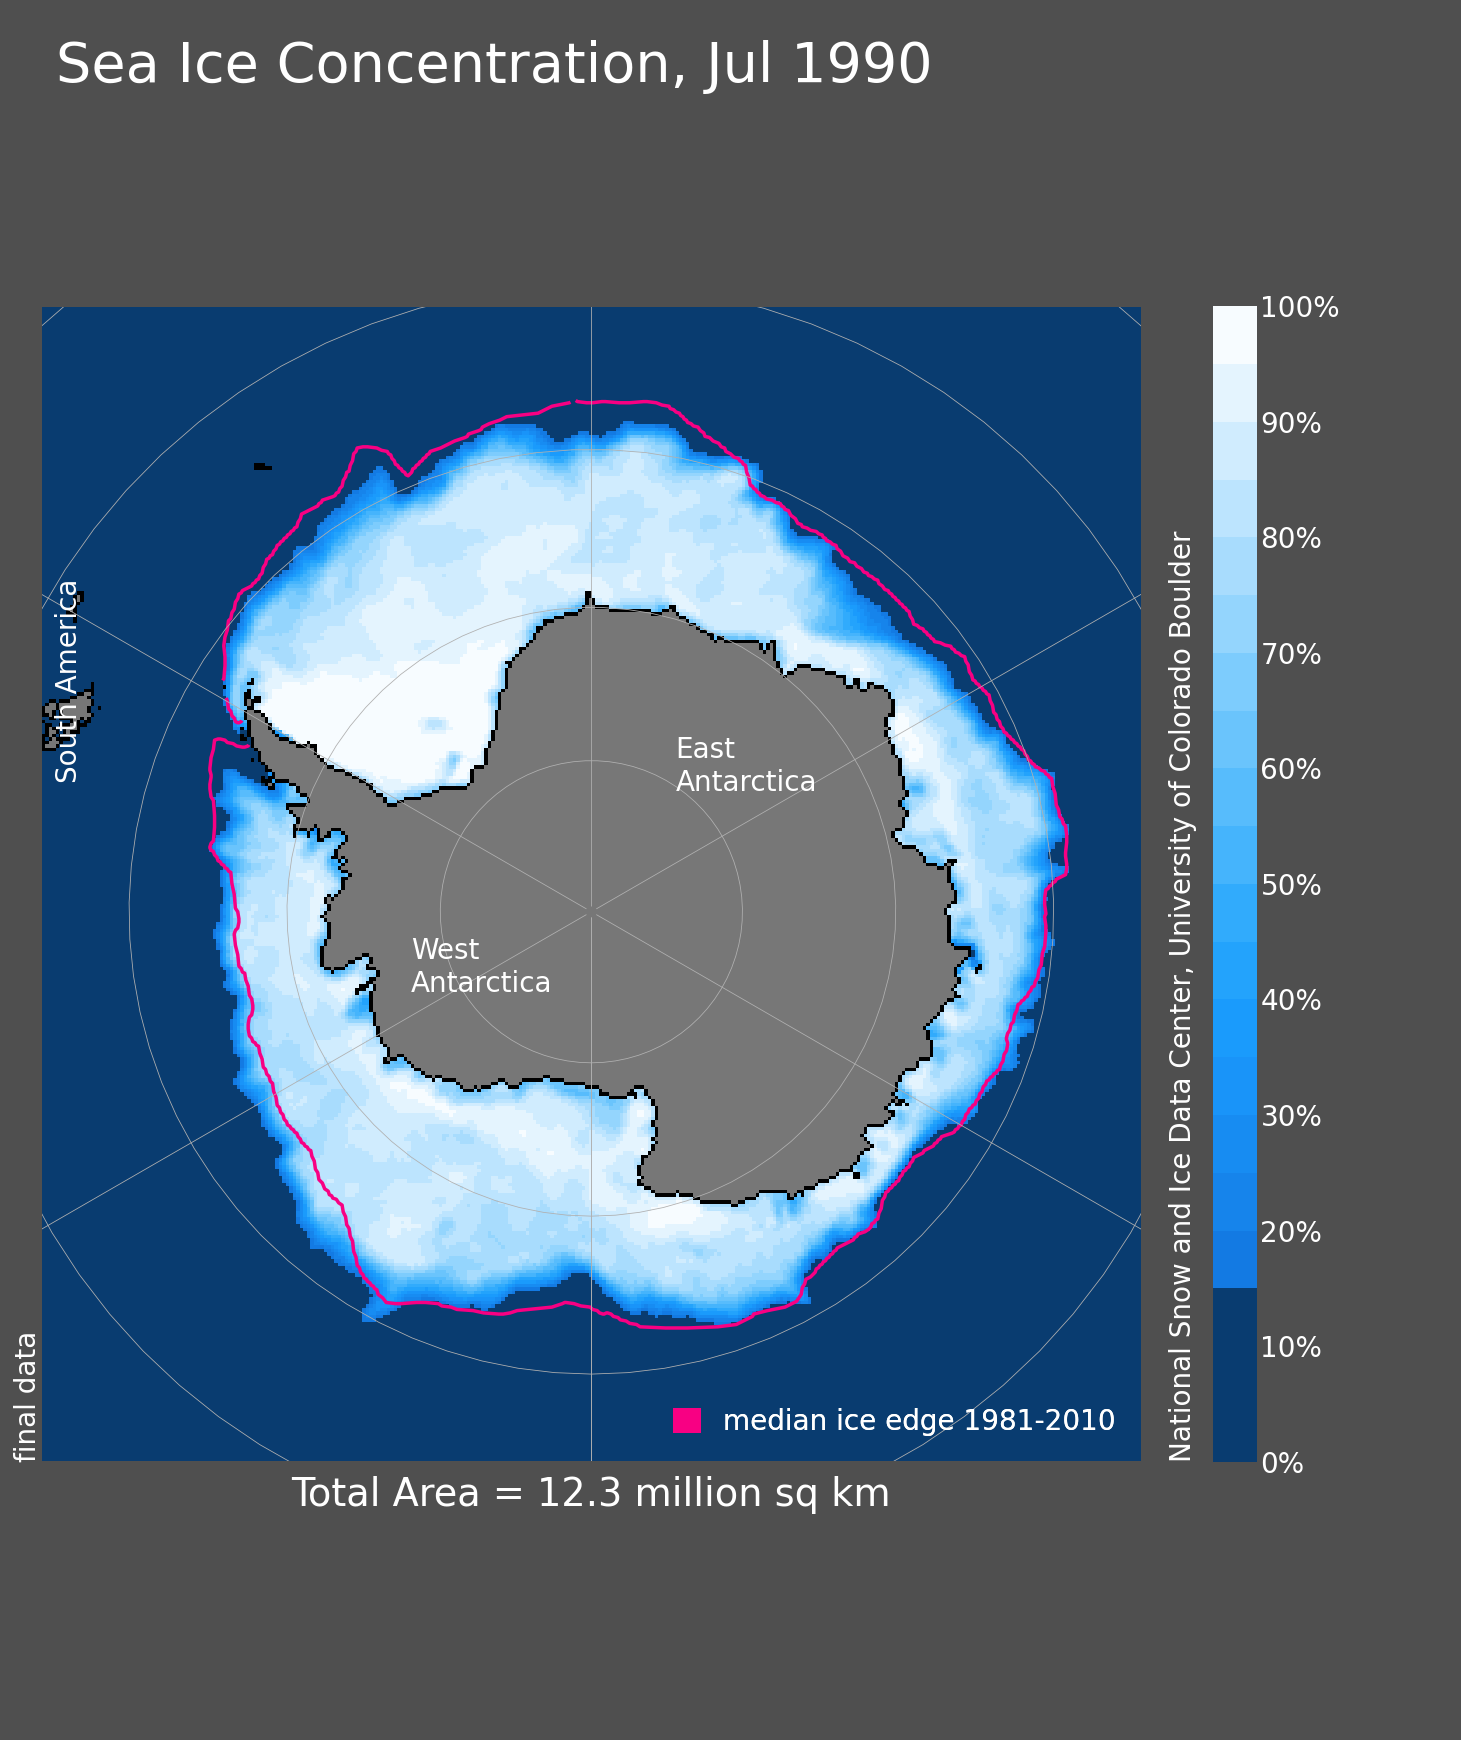 Sea Ice Concentration, Jul 1990
100%
90%
80%
70%
60%
50%
40%
30%
20%
10%
0%
South America
East
Antarctica
West
Antarctica
National Snow and Ice Data Center, University of Colorado Boulder
final data
median ice edge 1981-2010
Total Area = 12.3 million sq km